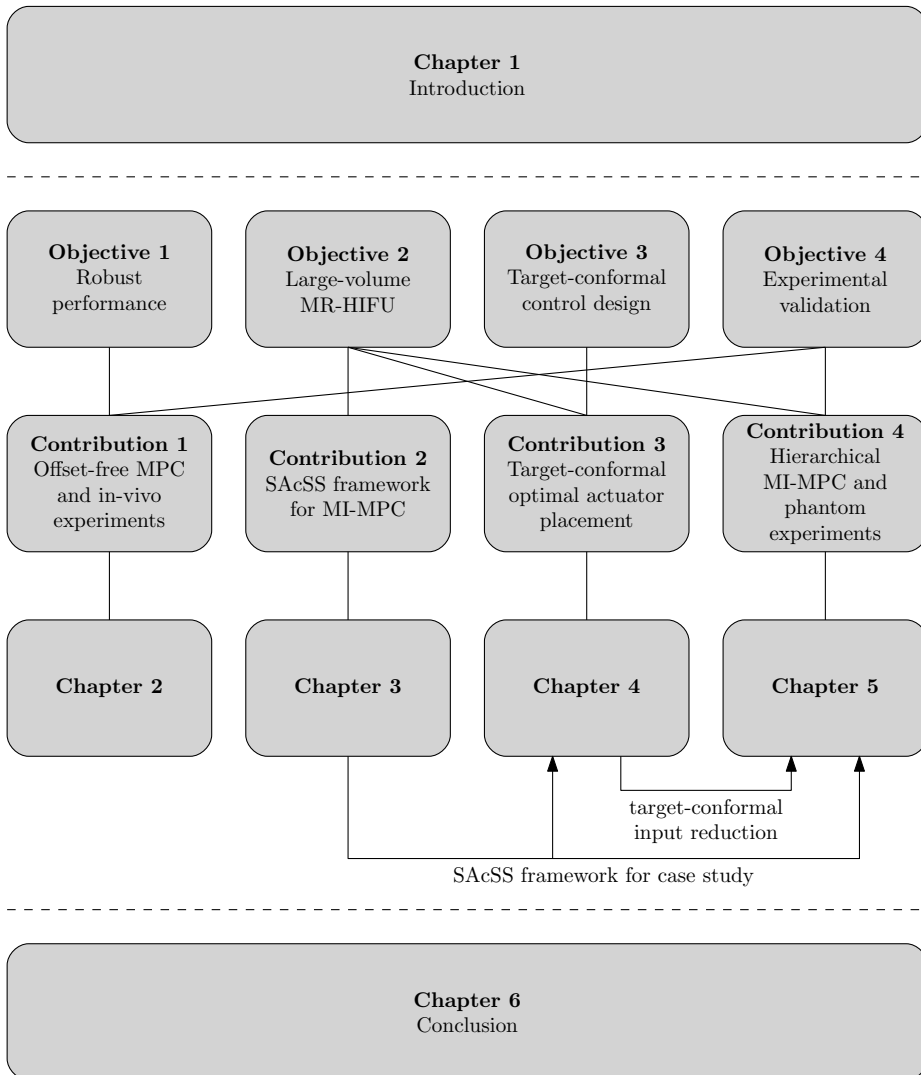 Chapter 1
Introduction
Objective 1
Robust
performance
Objective 2
Large-volume
MR-HIFU
Objective 3
Target-conformal
control design
Objective 4
Experimental
validation
Contribution 1
Offset-free MPC
and in-vivo
experiments
Contribution 2
SAcSS framework
for MI-MPC
Contribution 3
Target-conformal
optimal actuator
placement
Contribution 4
Hierarchical
MI-MPC and
phantom
experiments
Chapter 2
Chapter 3
Chapter 4
Chapter 5
target-conformal
input reduction
SAcSS framework for case study
Chapter 6
Conclusion